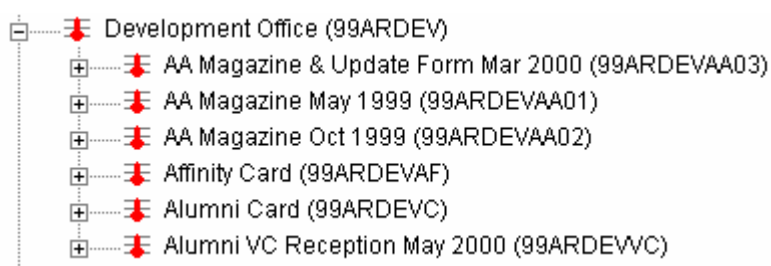 Development Office (99ARDEV)
AA Magazine & Update Form Mar 2000 (99ARDEVAA03)
AA Magazine May 1999 (99ARDEVAA01)
AA Magazine Oct 1999 (99ARDEVAA02)
Affinity Card (99ARDEVAF)
Alumni Card (99ARDEVC)
Alumni VC Reception May 2000 (99ARDEVVC)